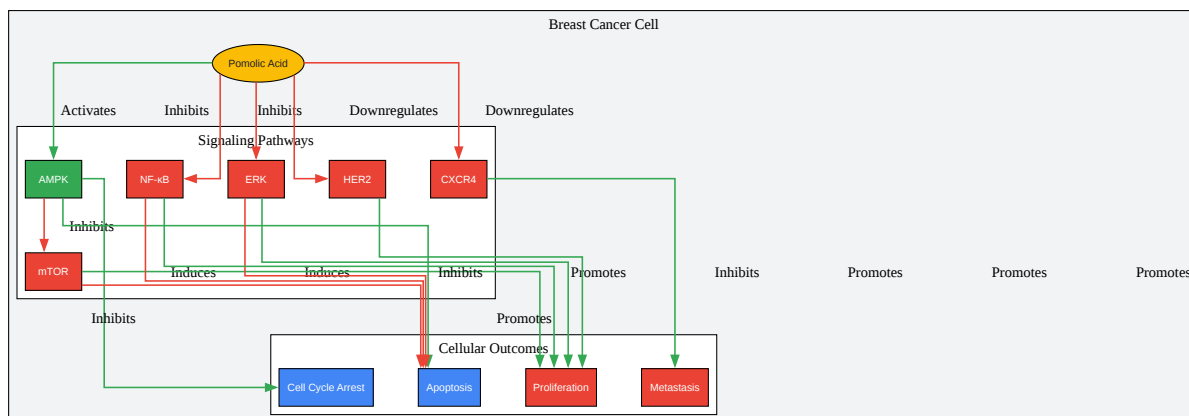 Breast Cancer Cell
Pomolic Acid
Activates
Inhibits
Inhibits
Downregulates
Downregulates
Signaling Pathways
AMPK
NF-κB
ERK
HER2
CXCR4
Inhibits
mTOR
Induces
Induces
Inhibits
Promotes
Inhibits
Promotes
Promotes
Promotes
Inhibits
Promotes
Cellular Outcomes
Cell Cycle Arrest
Apoptosis
Proliferation
Metastasis